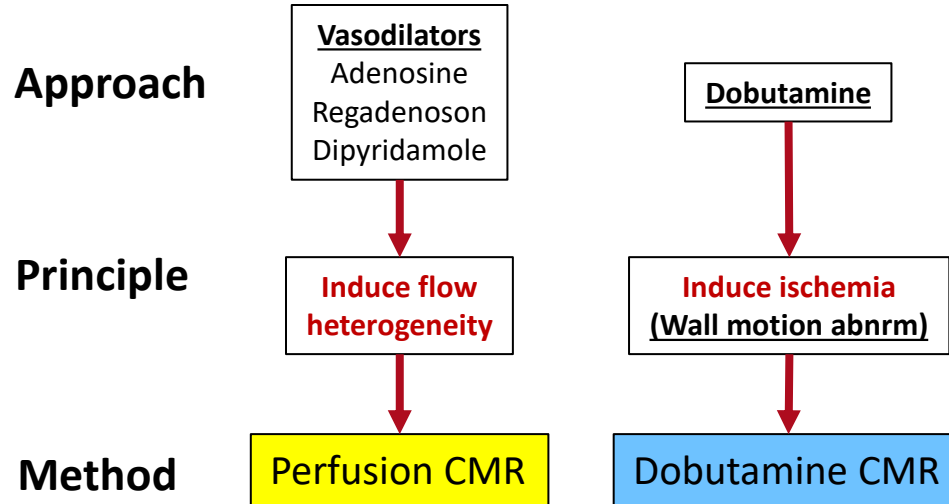 Approach
Vasodilators
Adenosine
Regadenoson
Dipyridamole
Dobutamine
Principle
Induce flow
heterogeneity
Induce ischemia
(Wall motion abnrm)
Method
Perfusion CMR
Dobutamine CMR